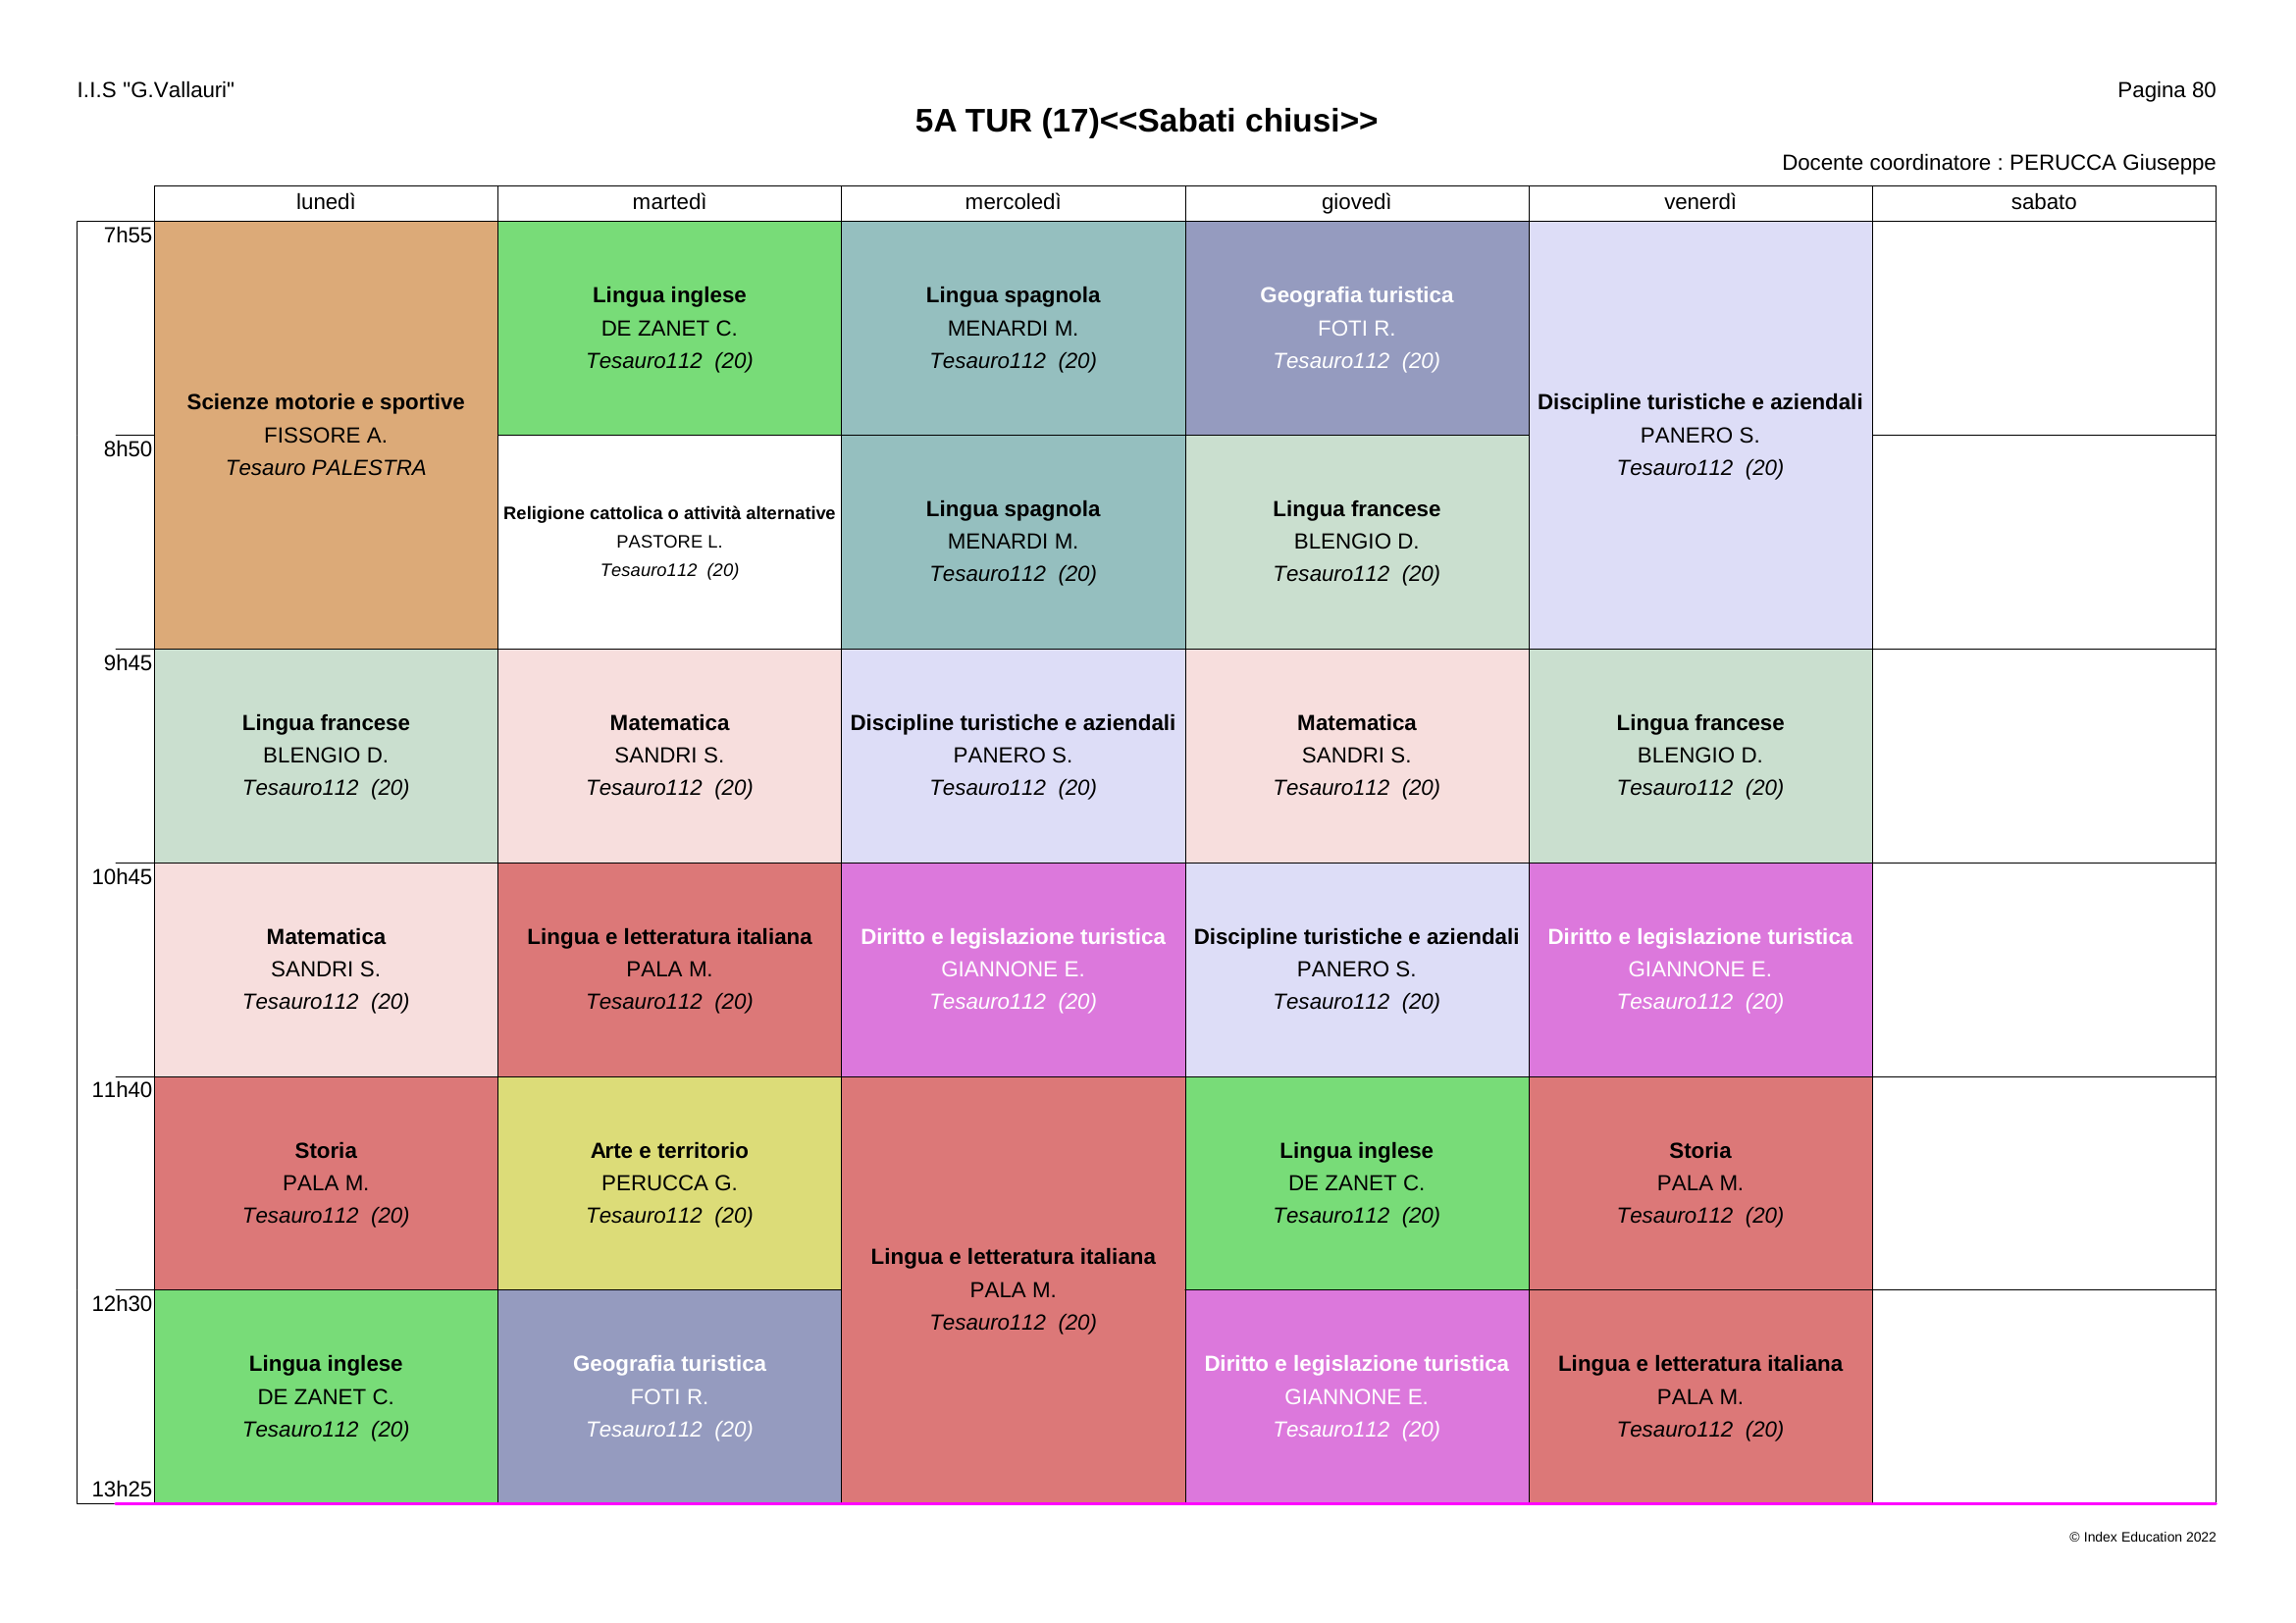 I.I.S "G.Vallauri"
Pagina 80
5A TUR (17)<<Sabati chiusi>>
Docente coordinatore : PERUCCA Giuseppe
lunedì
martedì
mercoledì
giovedì
venerdì
sabato
7h55
Scienze motorie e sportive
FISSORE A.
Tesauro PALESTRA
Lingua inglese
DE ZANET C.
Tesauro112 (20)
Lingua spagnola
MENARDI M.
Tesauro112 (20)
Geografia turistica
FOTI R.
Tesauro112 (20)
Discipline turistiche e aziendali
PANERO S.
Tesauro112 (20)
8h50
Religione cattolica o attività alternative
PASTORE L.
Tesauro112 (20)
Lingua spagnola
MENARDI M.
Tesauro112 (20)
Lingua francese
BLENGIO D.
Tesauro112 (20)
9h45
Lingua francese
BLENGIO D.
Tesauro112 (20)
Matematica
SANDRI S.
Tesauro112 (20)
Discipline turistiche e aziendali
PANERO S.
Tesauro112 (20)
Matematica
SANDRI S.
Tesauro112 (20)
Lingua francese
BLENGIO D.
Tesauro112 (20)
10h45
Matematica
SANDRI S.
Tesauro112 (20)
Lingua e letteratura italiana
PALA M.
Tesauro112 (20)
Diritto e legislazione turistica
GIANNONE E.
Tesauro112 (20)
Discipline turistiche e aziendali
PANERO S.
Tesauro112 (20)
Diritto e legislazione turistica
GIANNONE E.
Tesauro112 (20)
11h40
Storia
PALA M.
Tesauro112 (20)
Arte e territorio
PERUCCA G.
Tesauro112 (20)
Lingua e letteratura italiana
PALA M.
Tesauro112 (20)
Lingua inglese
DE ZANET C.
Tesauro112 (20)
Storia
PALA M.
Tesauro112 (20)
12h30
Lingua inglese
DE ZANET C.
Tesauro112 (20)
Geografia turistica
FOTI R.
Tesauro112 (20)
Diritto e legislazione turistica
GIANNONE E.
Tesauro112 (20)
Lingua e letteratura italiana
PALA M.
Tesauro112 (20)
13h25
© Index Education 2022